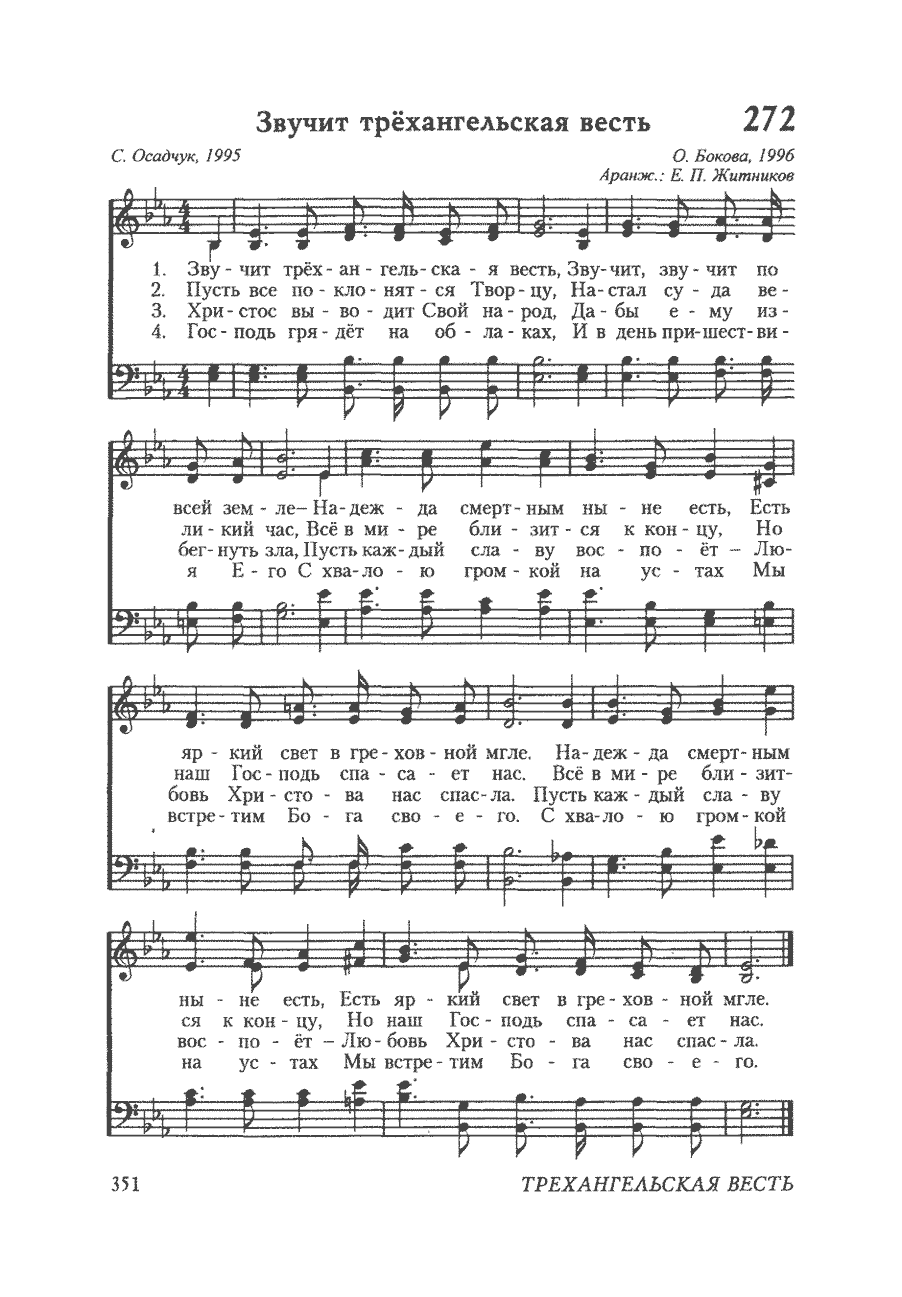 Звучит трёхангельская весть 272
С. Осадчук, 1995 О. Бокова, 1996
Аранж.: Е. П. Житников
1. Зву - чит трёх - ан - гель - ска - я весть, Зву - чит, зву - чит по
2. Пусть все по - кло - нят - ся Твор - цу, На - стал су - да ве -
3. Хри - стос вы - во - дит Свой на - род, Да - бы е - му из -
4. Гос - подь гря - дёт на об - ла - ках, И в день при - шест - ви -
всей зем - ле – На - деж - да смерт - ным ны - не есть, Есть
ли - кий час, Всё в ми - ре бли - зит - ся к кон - цу, Но
бег - нуть зла, Пусть каж - дый сла - ву вос - по - ёт – Лю -
я Е - го С хва - ло - ю гром - кой на ус - тах Мы
яр - кий свет в гре - хов - ной мгле. На - деж - да смерт - ным
наш Гос - подь спа - са - ет нас. Всё в ми - ре бли - зит -
бовь Хри - сто - ва нас спас - ла. Пусть каж - дый сла - ву
встре - тим Бо - га сво - е - го. С хва - ло - ю гром - кой
ны - не есть, Есть яр - кий свет в гре - хов - ной мгле.
ся к кон - цу, Но наш Гос - подь спа - са - ет нас.
вос - по - ёт – Лю - бовь Хри - сто - ва нас спас - ла.
на ус - тах Мы встре - тим Бо - га сво - е - го.
351 ТРЕХАНГЕЛЬСКАЯ ВЕСТЬ